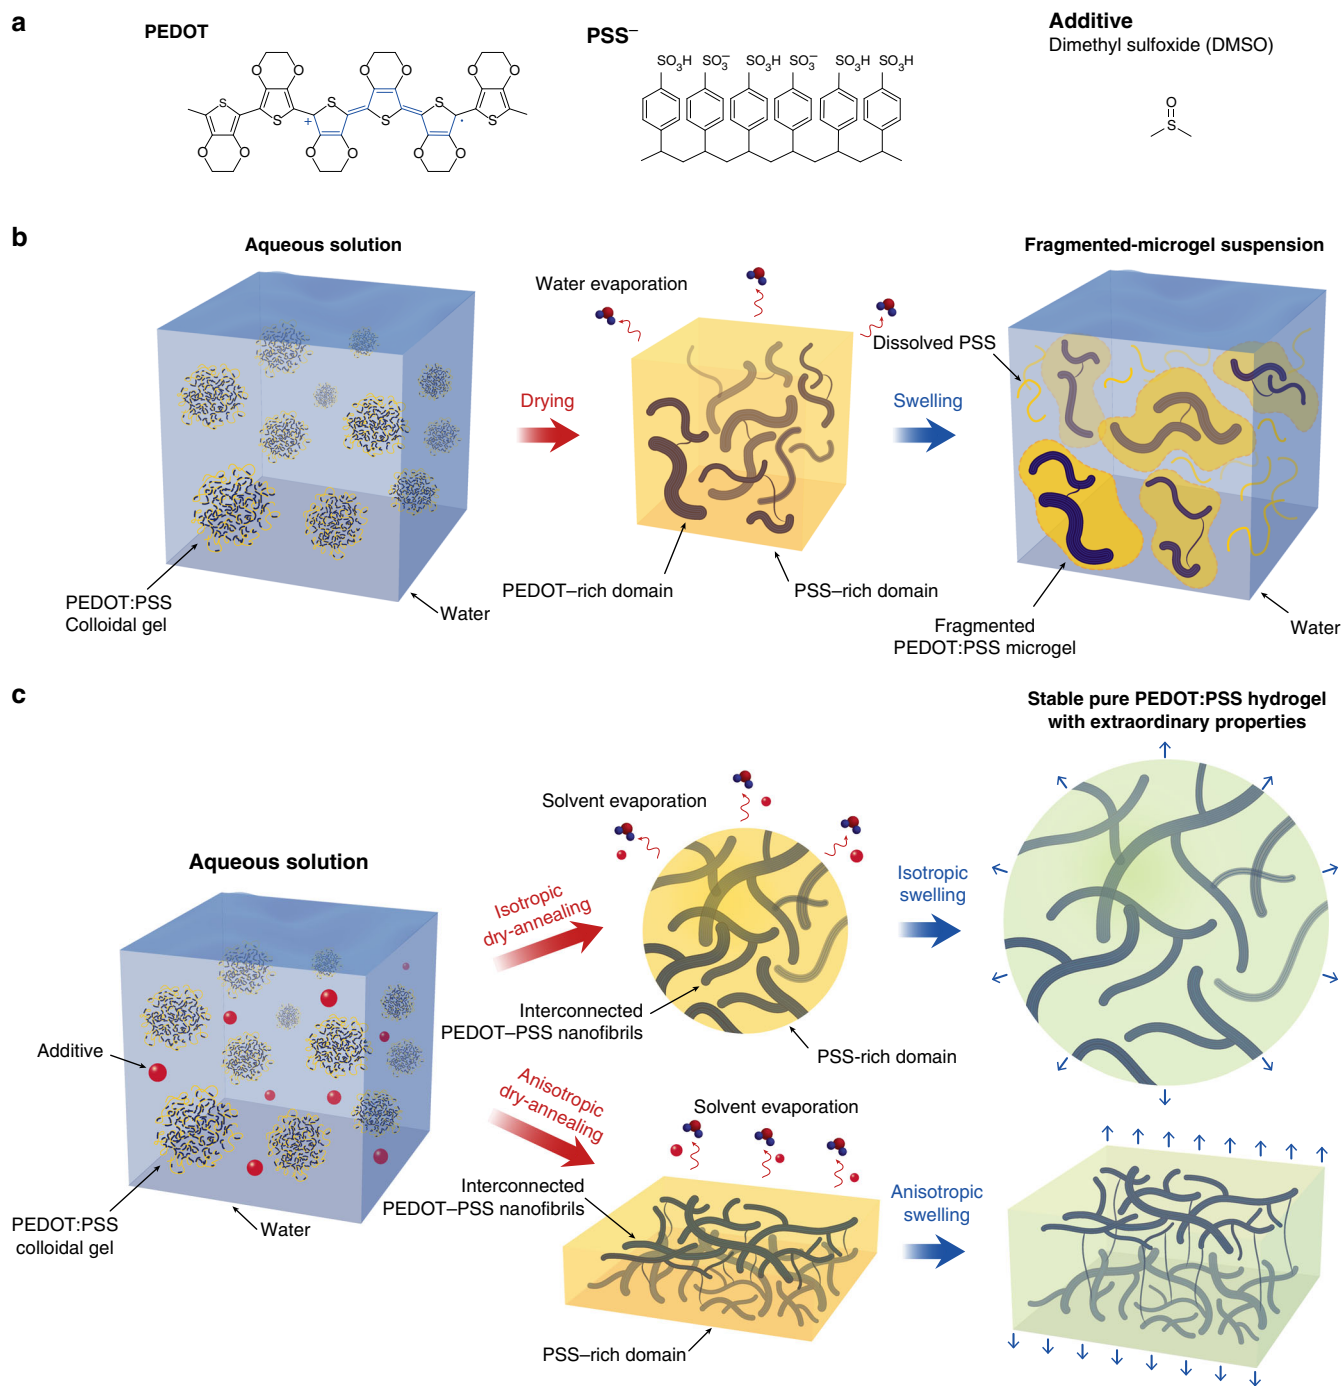 a
PEDOT
PSS⁻
Additive
Dimethyl sulfoxide (DMSO)
O O O O O O
S S S S S S
+ ·
O O O O O O
SO₃H SO₃⁻ SO₃H SO₃⁻ SO₃H SO₃H
O
S
b
Aqueous solution
Fragmented-microgel suspension
Water evaporation
Dissolved PSS
Drying
Swelling
PEDOT:PSS
Colloidal gel
Water
PEDOT–rich domain
PSS–rich domain
Fragmented
PEDOT:PSS microgel
Water
c
Stable pure PEDOT:PSS hydrogel
with extraordinary properties
Solvent evaporation
Aqueous solution
Isotropic
dry-annealing
Isotropic
swelling
Additive
Interconnected
PEDOT–PSS nanofibrils
PSS-rich domain
Anisotropic
dry-annealing
Solvent evaporation
Interconnected
PEDOT–PSS nanofibrils
Anisotropic
swelling
PEDOT:PSS
colloidal gel
Water
PSS–rich domain